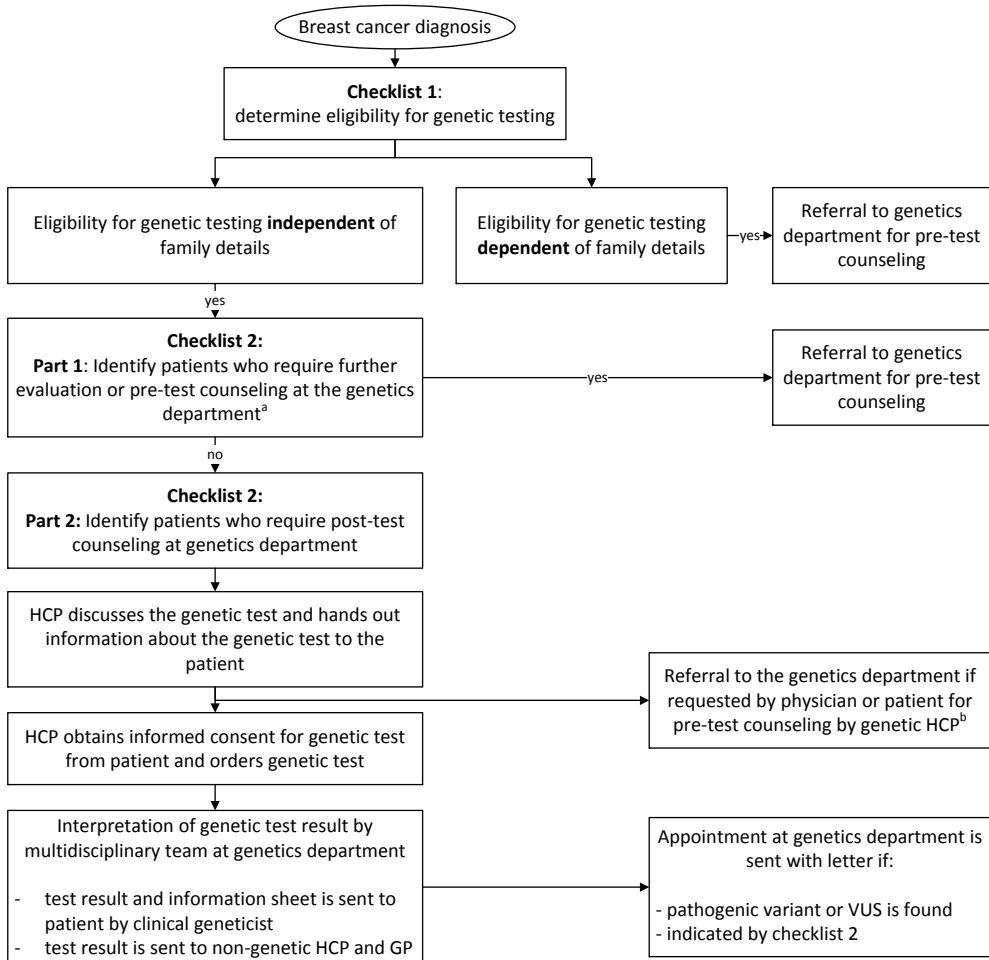 Breast cancer diagnosis
Checklist 1:
determine eligibility for genetic testing
Eligibility for genetic testing independent of
family details
Eligibility for genetic testing
dependent of family details
yes
Referral to genetics
department for pre-test
counseling
yes
Checklist 2:
Part 1: Identify patients who require further
evaluation or pre-test counseling at the genetics
departmentᵃ
yes
Referral to genetics
department for pre-test
counseling
no
Checklist 2:
Part 2: Identify patients who require post-test
counseling at genetics department
HCP discusses the genetic test and hands out
information about the genetic test to the
patient
Referral to the genetics department if
requested by physician or patient for
pre-test counseling by genetic HCPᵇ
HCP obtains informed consent for genetic test
from patient and orders genetic test
Interpretation of genetic test result by
multidisciplinary team at genetics department
- test result and information sheet is sent to
patient by clinical geneticist
- test result is sent to non-genetic HCP and GP
Appointment at genetics department is
sent with letter if:
- pathogenic variant or VUS is found
- indicated by checklist 2